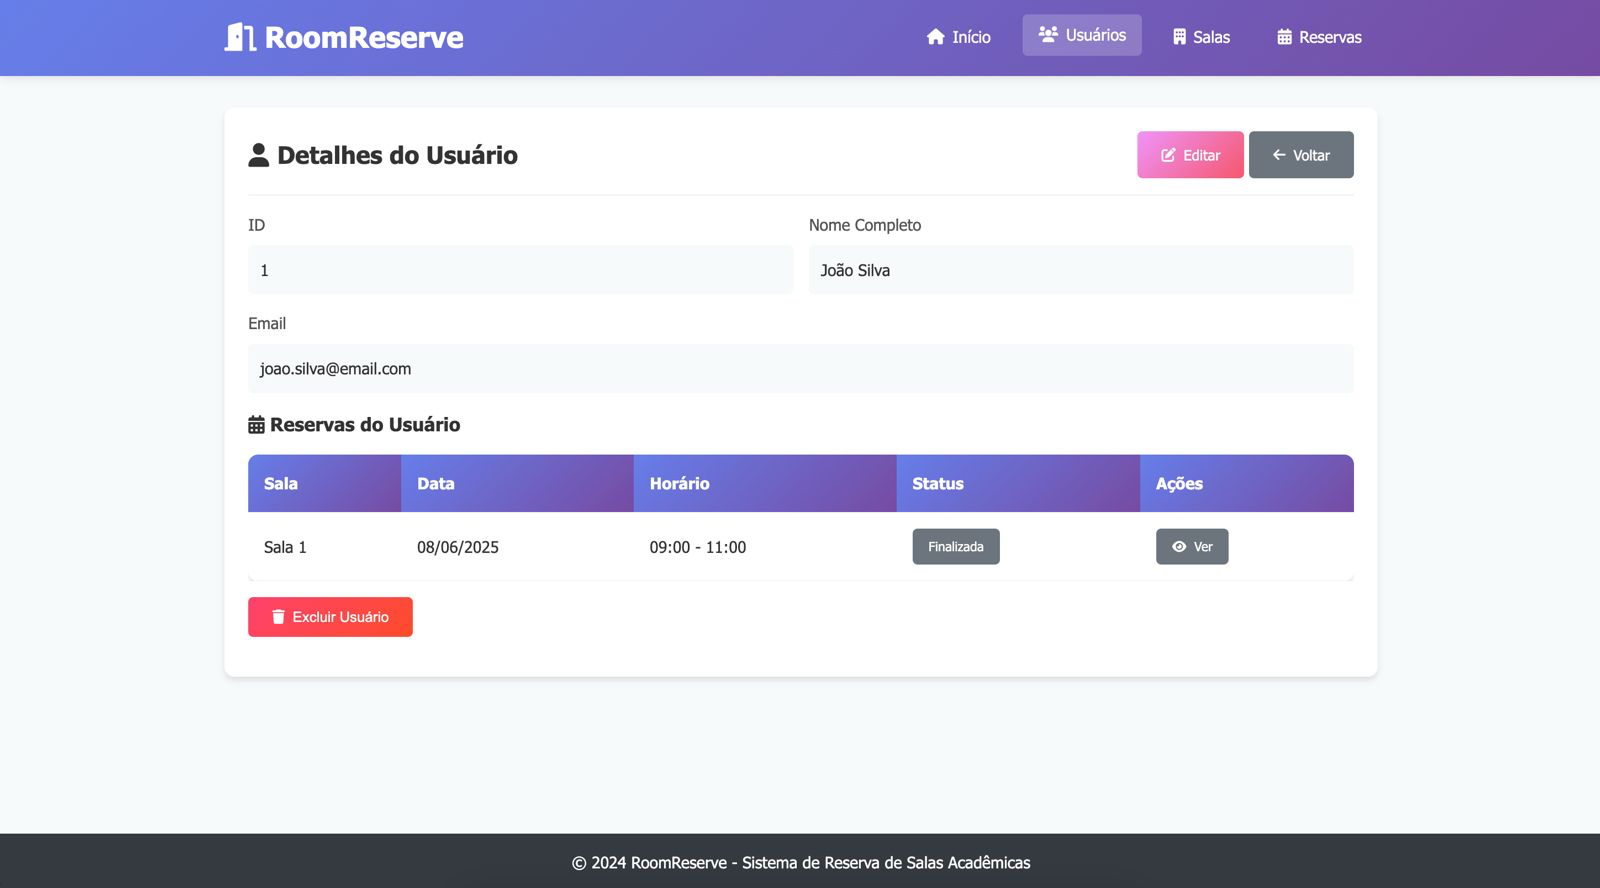 RoomReserve
Início
Usuários
Salas
Reservas
Detalhes do Usuário
Editar
Voltar
ID
Nome Completo
1
João Silva
Email
joao.silva@email.com
Reservas do Usuário
Sala Data Horário Status Ações
Sala 1 08/06/2025 09:00 - 11:00 Finalizada Ver
Excluir Usuário
© 2024 RoomReserve - Sistema de Reserva de Salas Acadêmicas